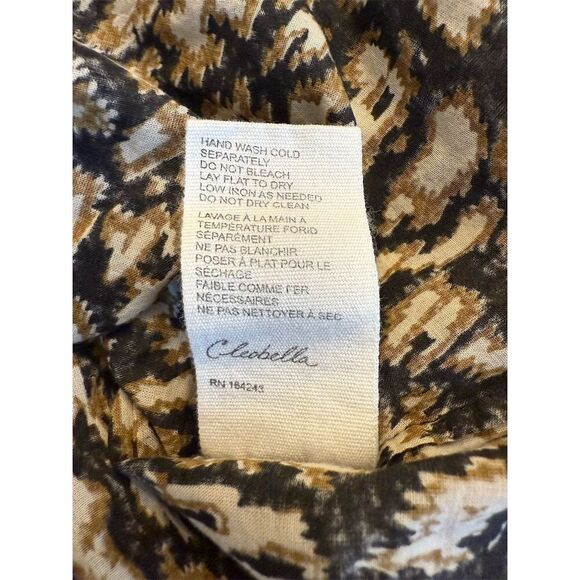 HAND WASH COLD
SEPARATELY
DO NOT BLEACH
LAY FLAT TO DRY
LOW IRON AS NEEDED
DO NOT DRY CLEAN
LAVAGE À LA MAIN A
TEMPÉRATURE FORID
SÉPARÉMENT
NE PAS BLANCHIR
POSER À PLAT POUR LE
SÉCHAGE
FAIBLE COMME FER
NÉCESSAIRES
NE PAS NETTOYER À SEC
Cleobella
RN 164243